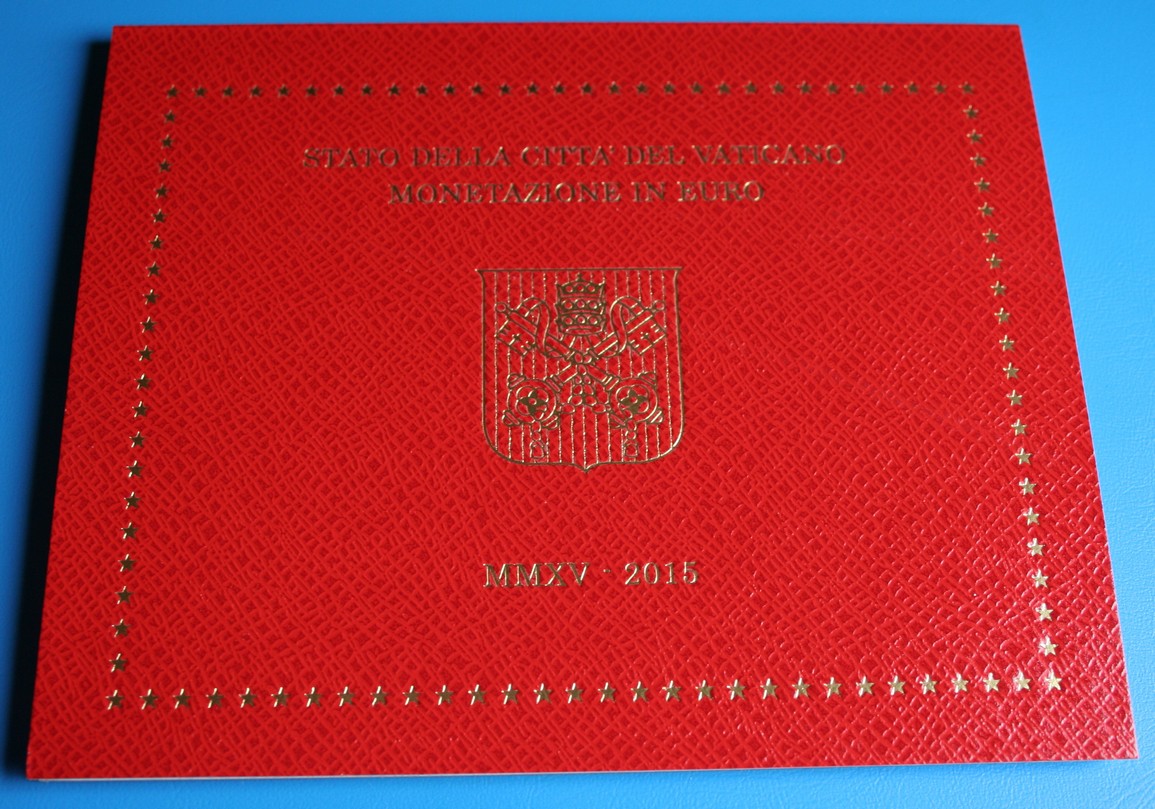 STATO DELLA CITTA' DEL VATICANO
MONETAZIONE IN EURO
MMXV - 2015